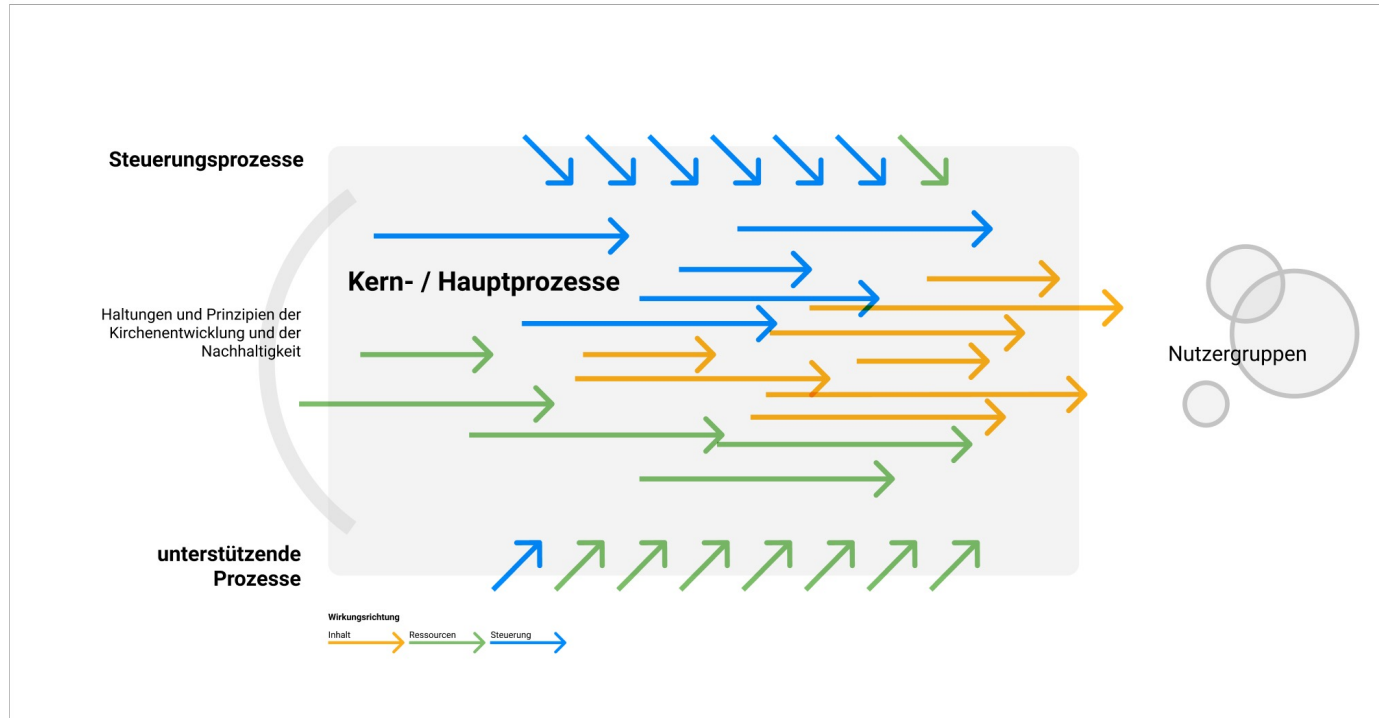 Steuerungsprozesse
Kern- / Hauptprozesse
Haltungen und Prinzipien der
Kirchenentwicklung und der
Nachhaltigkeit
Nutzergruppen
unterstützende
Prozesse
Wirkungsrichtung
Inhalt
Ressourcen
Steuerung